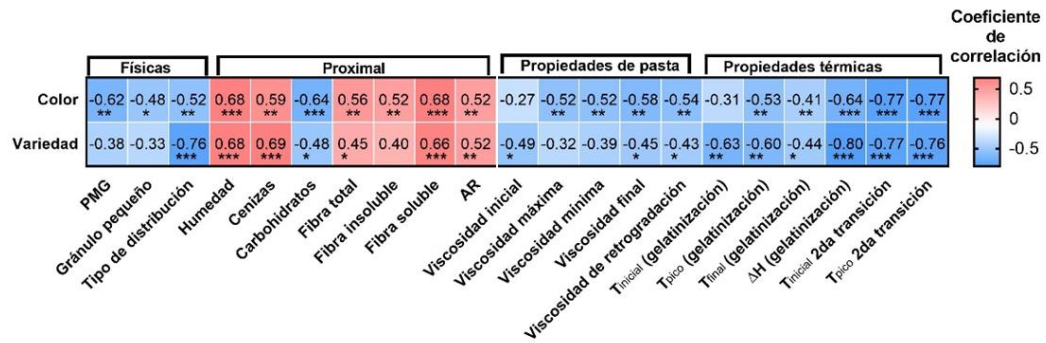 Coeficiente
de
correlación
Físicas Proximal Propiedades de pasta Propiedades térmicas
Color -0.62 -0.48 -0.52 0.68 0.59 -0.64 0.56 0.52 0.68 0.52 -0.27 -0.52 -0.52 -0.58 -0.54 -0.31 -0.53 -0.41 -0.64 -0.77 -0.77
** * ** *** ** *** ** ** *** ** ** ** ** ** ** ** *** *** ***
Variedad -0.38 -0.33 -0.76 0.68 0.69 -0.48 0.45 0.40 0.66 0.52 -0.49 -0.32 -0.39 -0.45 -0.43 -0.63 -0.60 -0.44 -0.80 -0.77 -0.76
*** *** *** * * *** ** * * * ** ** * *** *** ***
0.5
0
-0.5
PMG
Gránulo pequeño
Tipo de distribución
Humedad
Cenizas
Carbohidratos
Fibra total
Fibra insoluble
Fibra soluble
AR
Viscosidad inicial
Viscosidad máxima
Viscosidad mínima
Viscosidad final
Viscosidad de retrogradación
Tinicial (gelatinización)
Tpico (gelatinización)
Tfinal (gelatinización)
ΔH (gelatinización)
Tinicial 2da transición
Tpico 2da transición